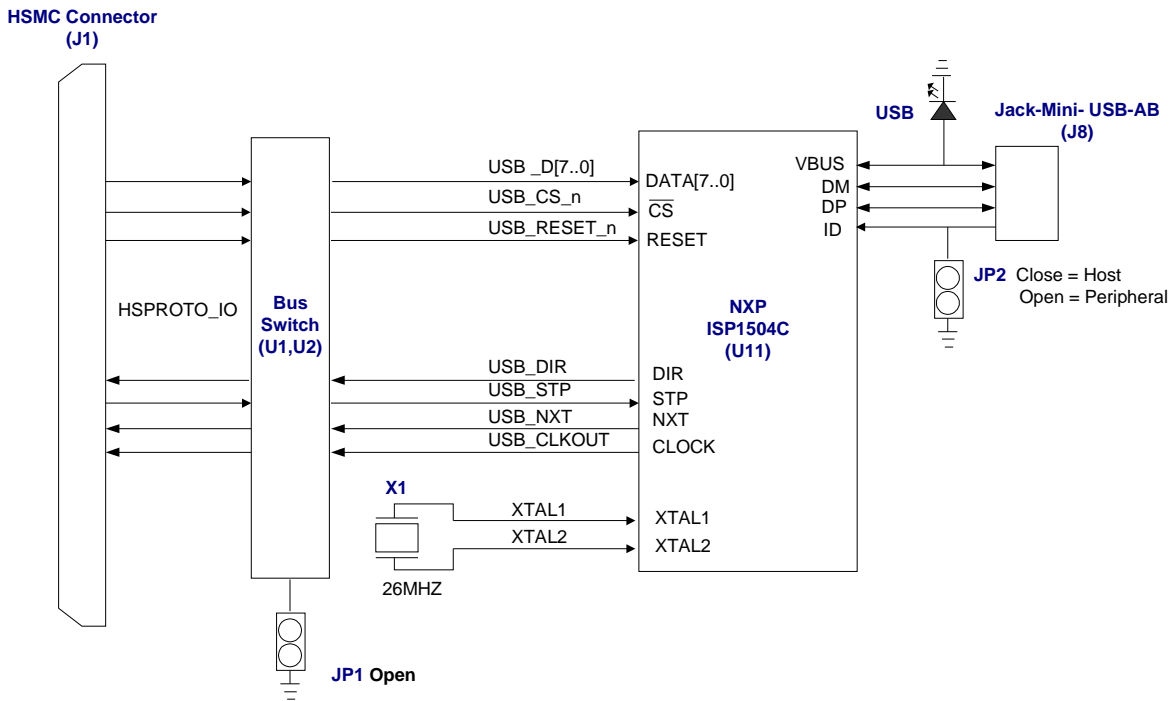 HSMC Connector
(J1)
USB
Jack-Mini- USB-AB
(J8)
USB _D[7..0]
USB_CS_n
USB_RESET_n
DATA[7..0]
CS
RESET
VBUS
DM
DP
ID
JP2 Close = Host
Open = Peripheral
HSPROTO_IO
Bus
Switch
(U1,U2)
NXP
ISP1504C
(U11)
USB_DIR
USB_STP
USB_NXT
USB_CLKOUT
DIR
STP
NXT
CLOCK
X1
XTAL1
XTAL2
XTAL1
XTAL2
26MHZ
JP1 Open